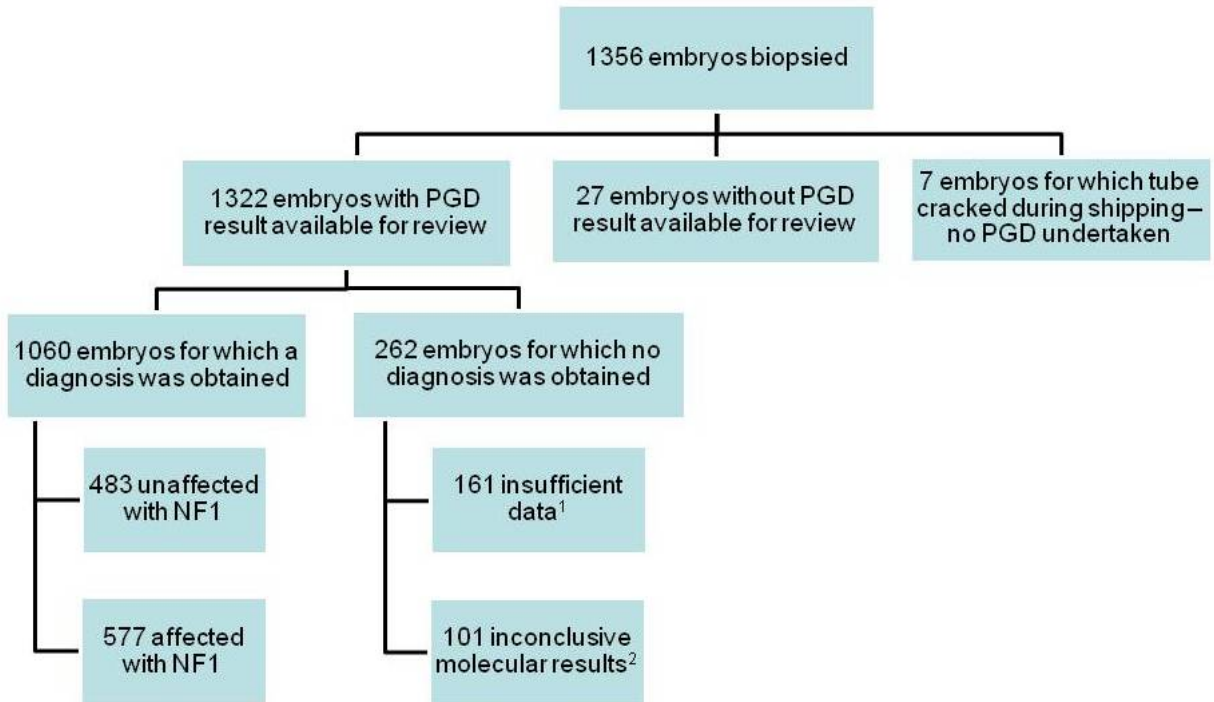 1356 embryos biopsied
1322 embryos with PGD
result available for review
27 embryos without PGD
result available for review
7 embryos for which tube
cracked during shipping–
no PGD undertaken
1060 embryos for which a
diagnosis was obtained
262 embryos for which no
diagnosis was obtained
483 unaffected
with NF1
161 insufficient
data¹
577 affected
with NF1
101 inconclusive
molecular results²